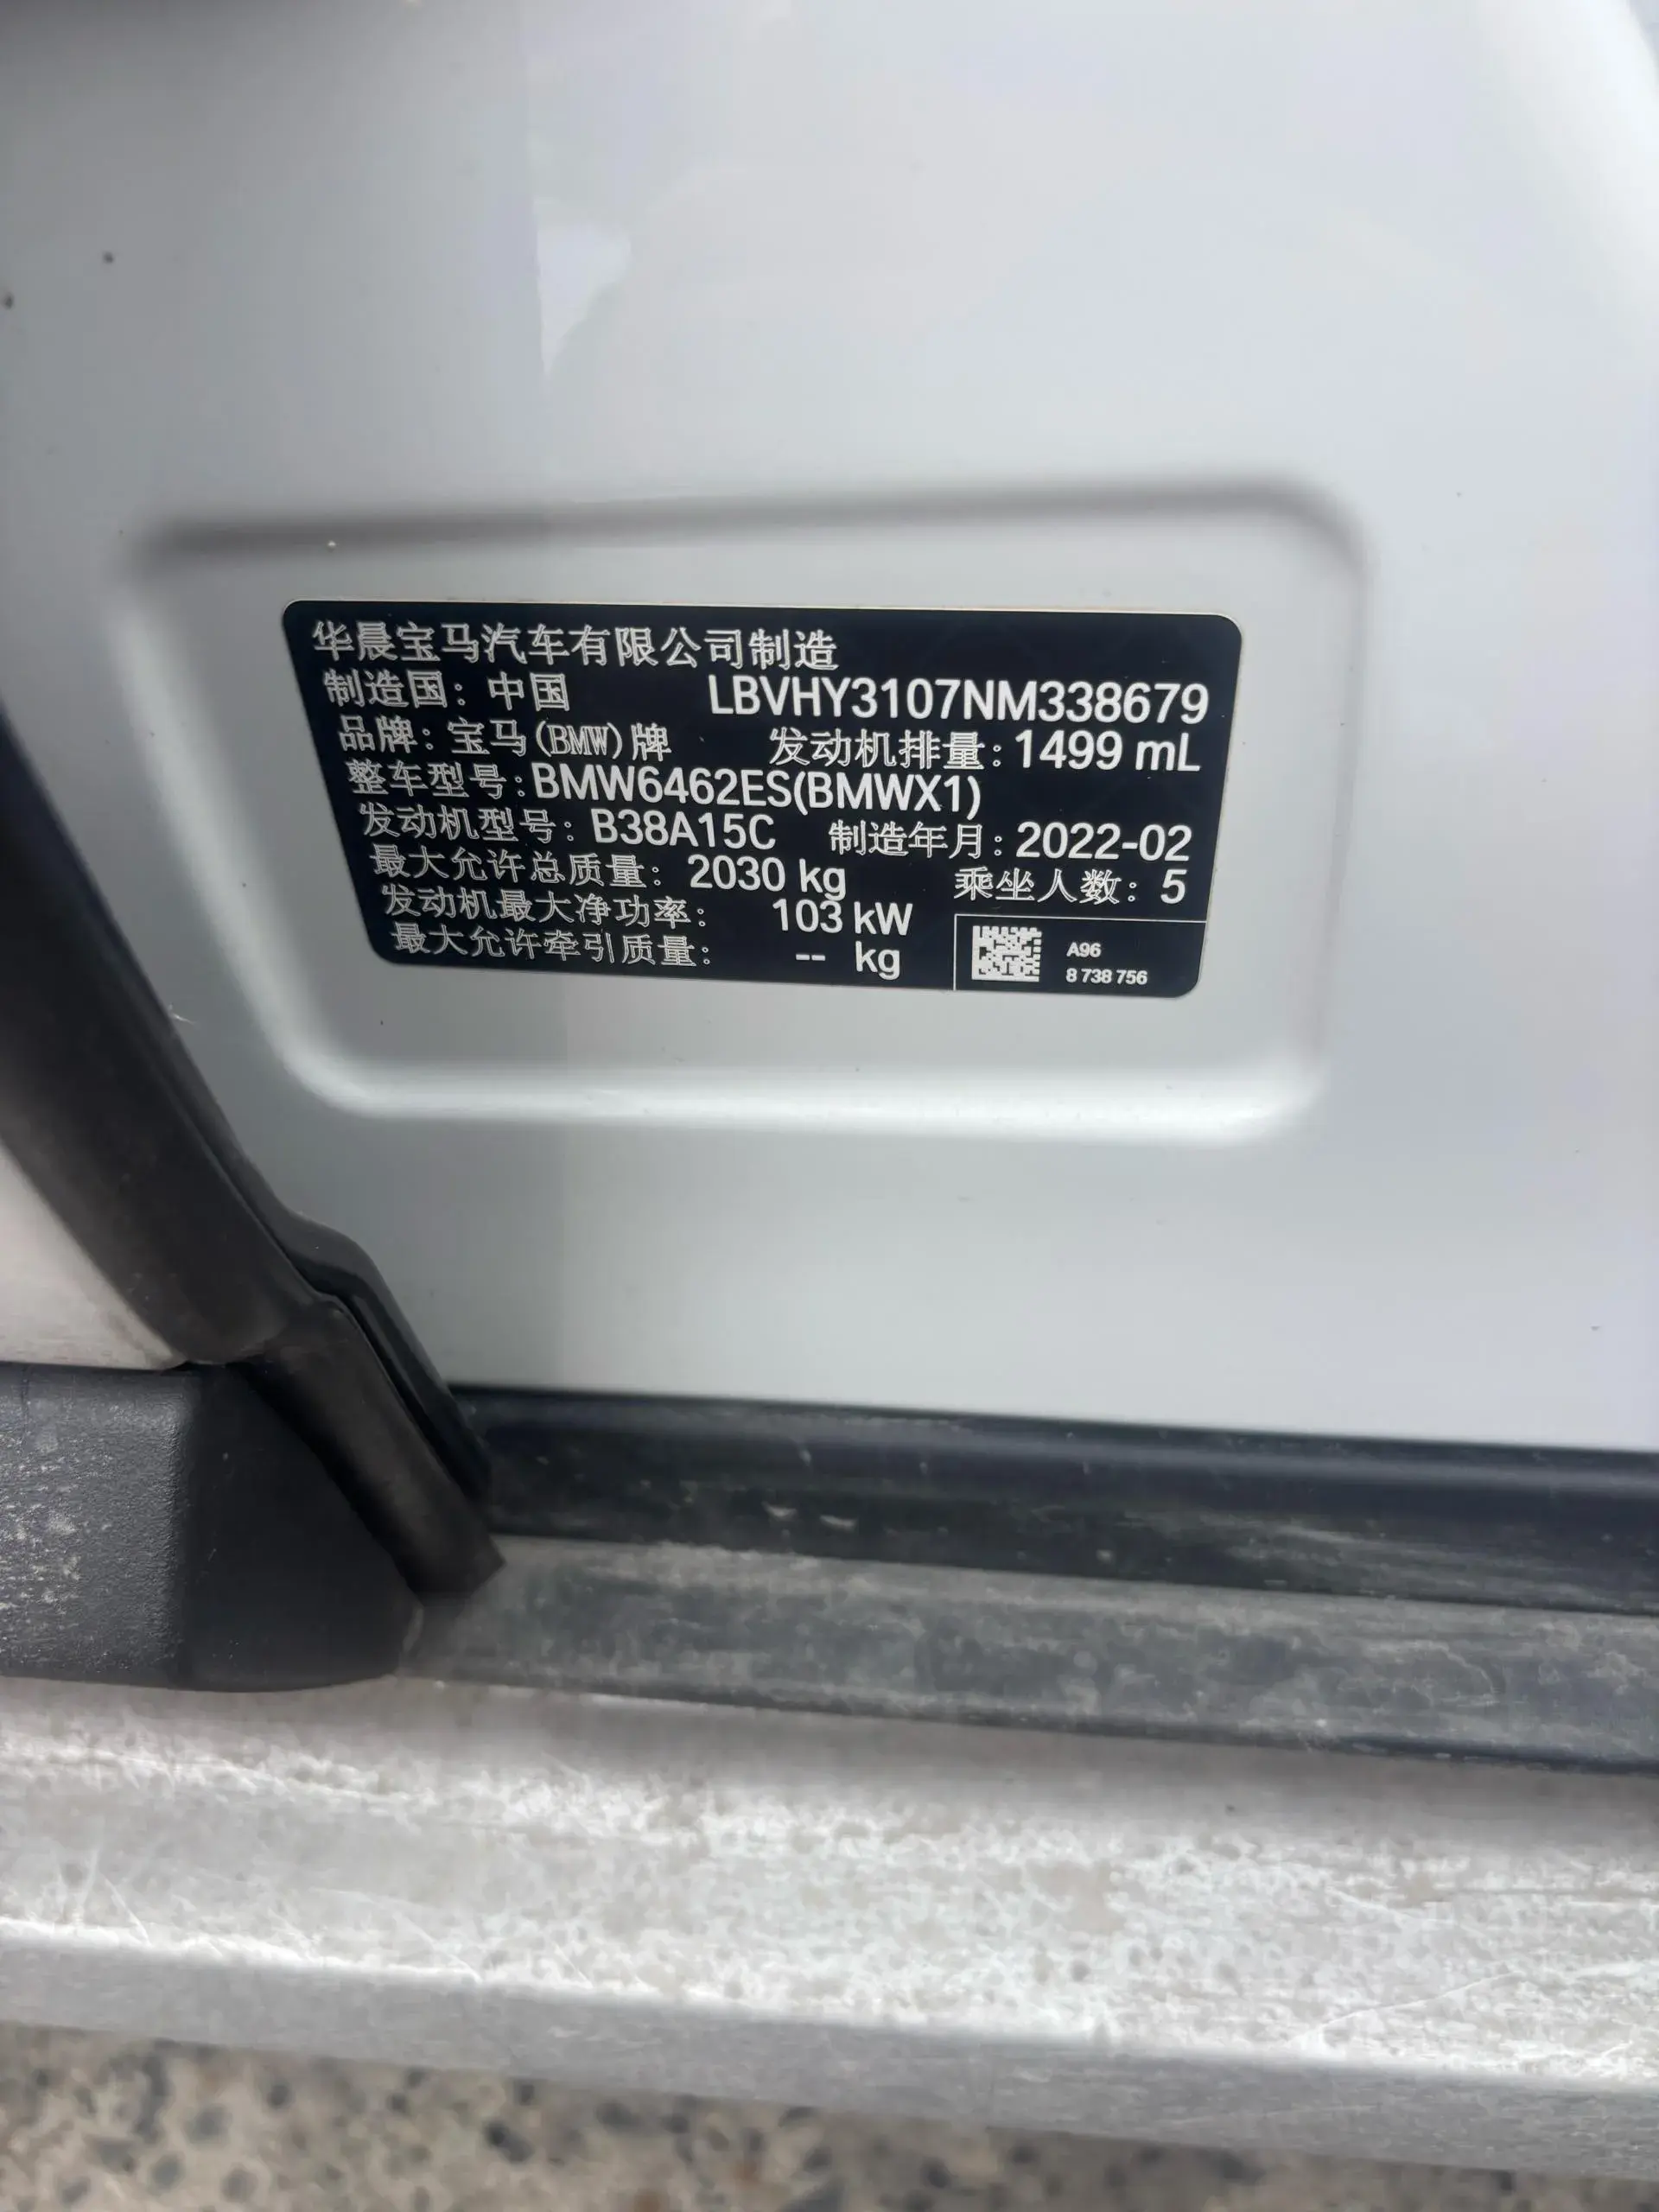 华晨宝马汽车有限公司制造
制造国：中国 LBVHY3107NM338679
品牌：宝马(BMW)牌 发动机排量：1499 mL
整车型号：BMW6462ES(BMWX1)
发动机型号：B38A15C 制造年月：2022-02
最大允许总质量：2030 kg 乘坐人数：5
发动机最大净功率：103 kW
最大允许牵引质量：-- kg
A96
8 738 756